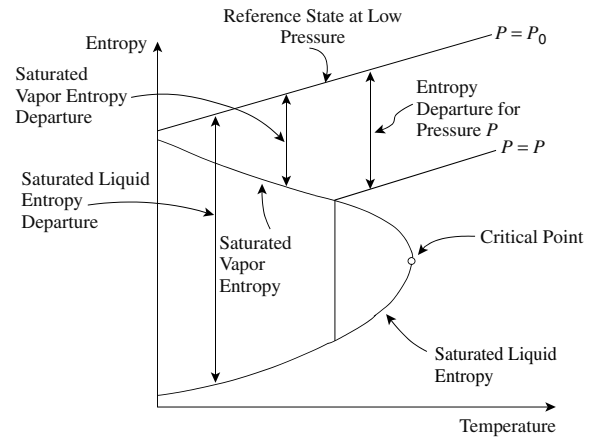 Reference State at Low
Pressure
P = P0
Entropy
Saturated
Vapor Entropy
Departure
Entropy
Departure for
Pressure P
P = P
Saturated Liquid
Entropy
Departure
Saturated
Vapor
Entropy
Critical Point
Saturated Liquid
Entropy
Temperature